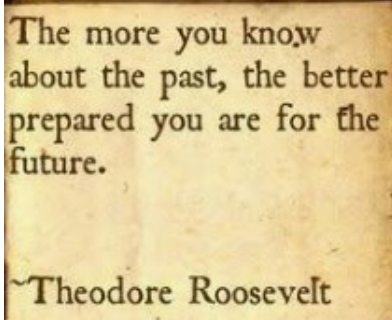 The more you know
about the past, the better
prepared you are for the
future.
~Theodore Roosevelt